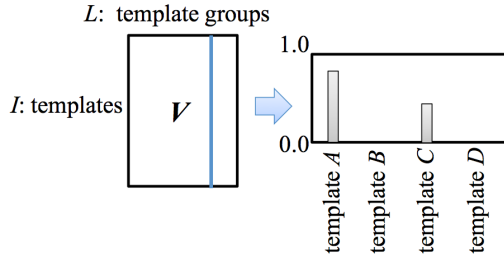 L: template groups
I: templates
V
1.0
0.0
template A
template B
template C
template D